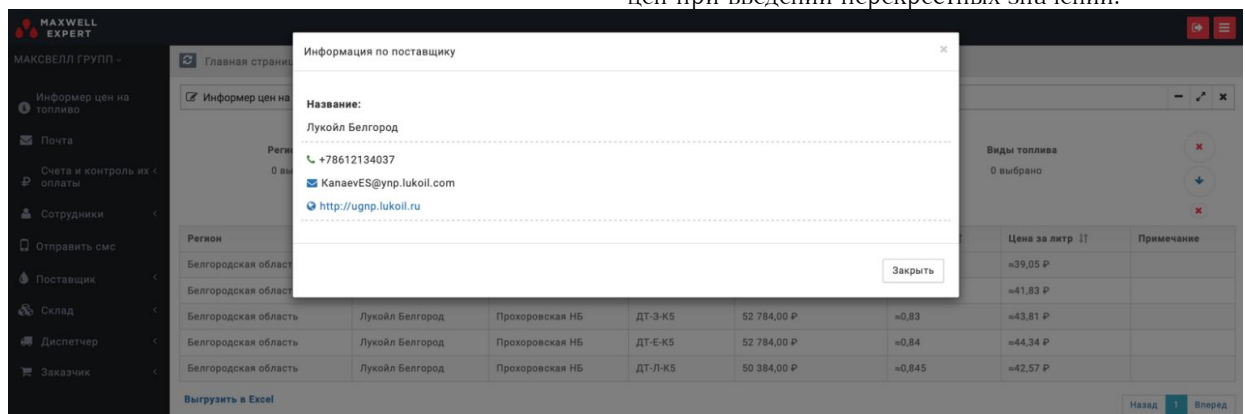 цен при введении перекрестных значений.
MAXWELL
EXPERT
МАКСВЕЛЛ ГРУПП
Информер цен на
топливо
Почта
Счета и контроль их
оплаты
Сотрудники
Отправить смс
Поставщик
Склад
Диспетчер
Заказчик
Главная
Информер цен на
Информация по поставщику
×
Название:
Лукойл Белгород
+78612134037
KanaevES@ynp.lukoil.com
http://ugnp.lukoil.ru
Закрыть
Виды топлива
0 выбрано
Регион Цена за литр Примечание
Белгородская ≈39,05 ₽
Белгородская ≈41,83 ₽
Белгородская область Лукойл Белгород Прохоровская НБ ДТ-З-К5 52 784,00 ₽ ≈0,83 ≈43,81 ₽
Белгородская область Лукойл Белгород Прохоровская НБ ДТ-Е-К5 52 784,00 ₽ ≈0,84 ≈44,34 ₽
Белгородская область Лукойл Белгород Прохоровская НБ ДТ-Л-К5 50 384,00 ₽ ≈0,845 ≈42,57 ₽
Выгрузить в Excel
Назад 1 Вперед